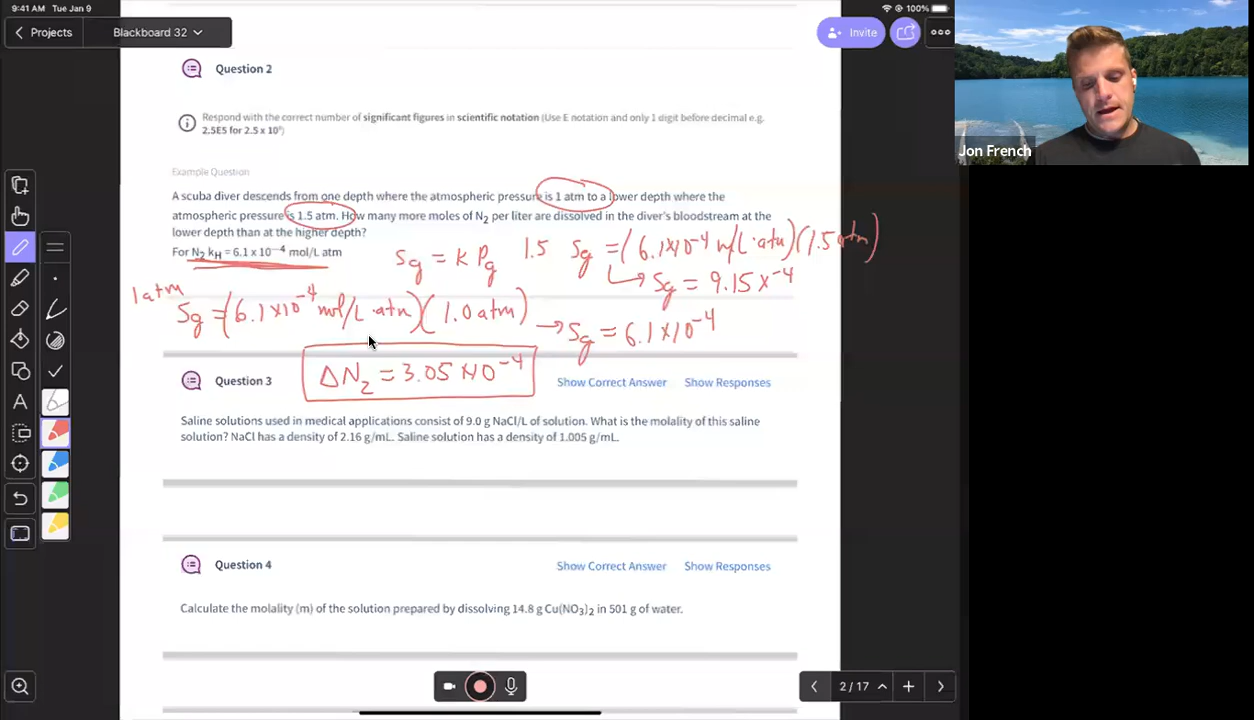 9:41 AM Tue Jan 9
100%
Projects
Blackboard 32
Invite
Jon French
Question 2
Respond with the correct number of significant figures in scientific notation (Use E notation and only 1 digit before decimal e.g.
2.5E5 for 2.5 x 10⁵)
Example Question
A scuba diver descends from one depth where the atmospheric pressure is 1 atm to a lower depth where the
atmospheric pressure is 1.5 atm. How many more moles of N₂ per liter are dissolved in the diver's bloodstream at the
lower depth than at the higher depth?
For N₂ kH = 6.1 x 10⁻⁴ mol/L atm
Sg = k Pg
1.5 Sg = (6.1x10⁻⁴ m/L·atm)(1.5 atm)
→ Sg = 9.15 x⁻⁴
1 atm
Sg = (6.1x10⁻⁴ mol/L·atm)(1.0 atm)
→ Sg = 6.1x10⁻⁴
ΔN₂ = 3.05x10⁻⁴
Question 3
Show Correct Answer
Show Responses
Saline solutions used in medical applications consist of 9.0 g NaCl/L of solution. What is the molality of this saline
solution? NaCl has a density of 2.16 g/mL. Saline solution has a density of 1.005 g/mL.
Question 4
Show Correct Answer
Show Responses
Calculate the molality (m) of the solution prepared by dissolving 14.8 g Cu(NO₃)₂ in 501 g of water.
2 / 17